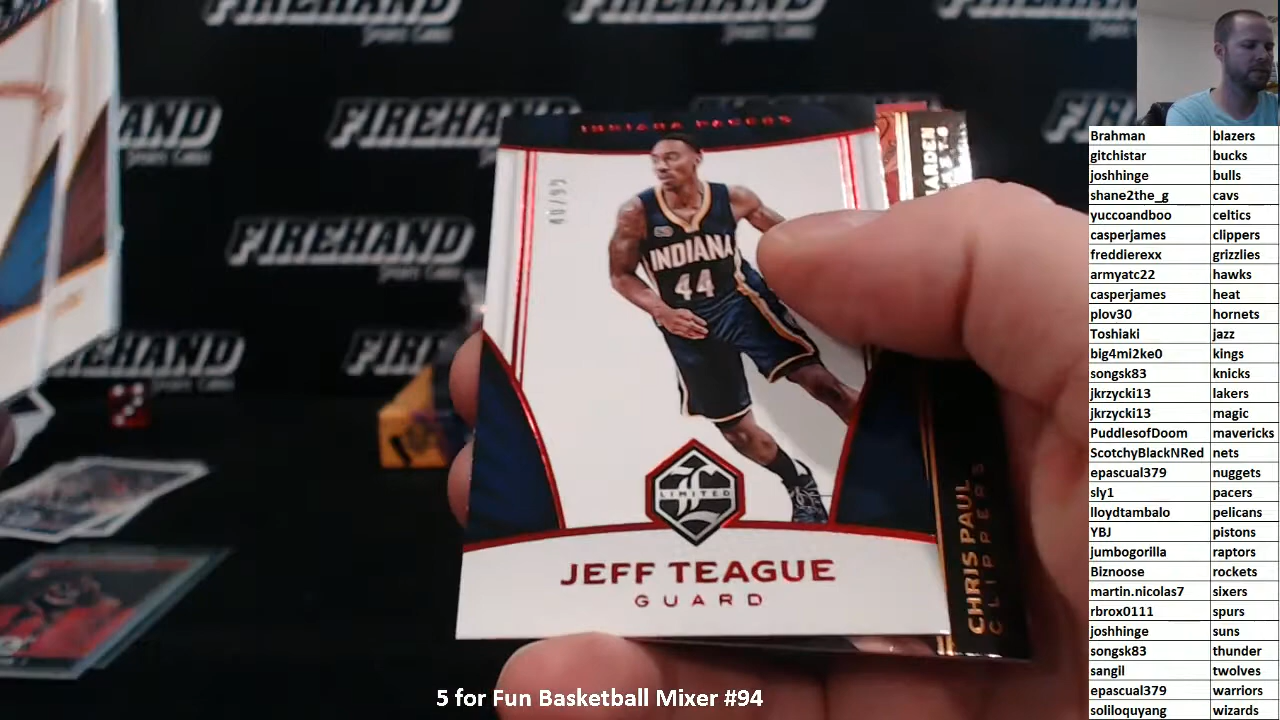 FIREHAND
FIREHAND
FIREHAND
FIREHAND
INDIANA PACERS
INDIANA
44
LIMITED
JEFF TEAGUE
GUARD
CHRIS PAUL
CLIPPERS
5 for Fun Basketball Mixer #94
Brahman blazers
gitchistar bucks
joshhinge bulls
shane2the_g cavs
yuccoandboo celtics
casperjames clippers
freddierexx grizzlies
armyatc22 hawks
casperjames heat
plov30 hornets
Toshiaki jazz
big4mi2ke0 kings
songsk83 knicks
jkrzycki13 lakers
jkrzycki13 magic
PuddlesofDoom mavericks
ScotchyBlackNRed nets
epascual379 nuggets
sly1 pacers
lloydtambalo pelicans
YBJ pistons
jumbogorilla raptors
Biznoose rockets
martin.nicolas7 sixers
rbrox0111 spurs
joshhinge suns
songsk83 thunder
sangil twolves
epascual379 warriors
soliloquyang wizards